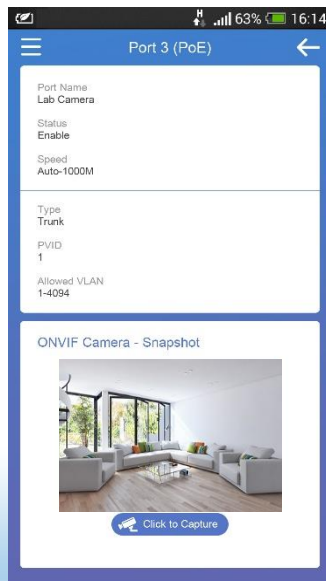 H 63% 16:14
Port 3 (PoE)
Port Name
Lab Camera
Status
Enable
Speed
Auto-1000M
Type
Trunk
PVID
1
Allowed VLAN
1-4094
ONVIF Camera - Snapshot
Click to Capture